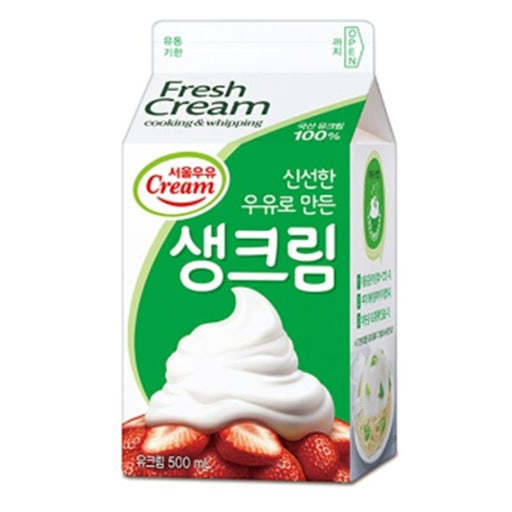 유통
기한
까
지
OPEN
Fresh
Cream
cooking & whipping
국산 유크림
100%
서울우유
Cream
신선한
우유로 만든
생크림
유크림 500 mL